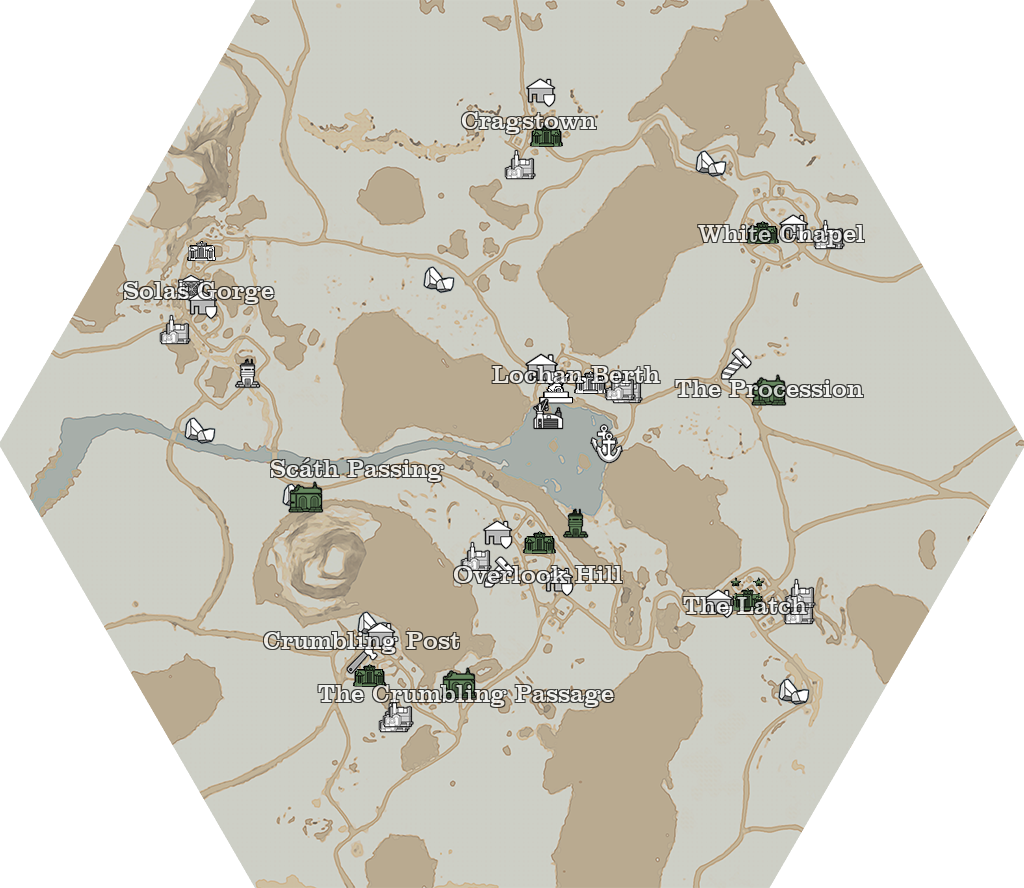 Cragstown
White Chapel
Solas Gorge
Lochan Berth
The Procession
Scáth Passing
Overlook Hill
The Latch
Crumbling Post
The Crumbling Passage